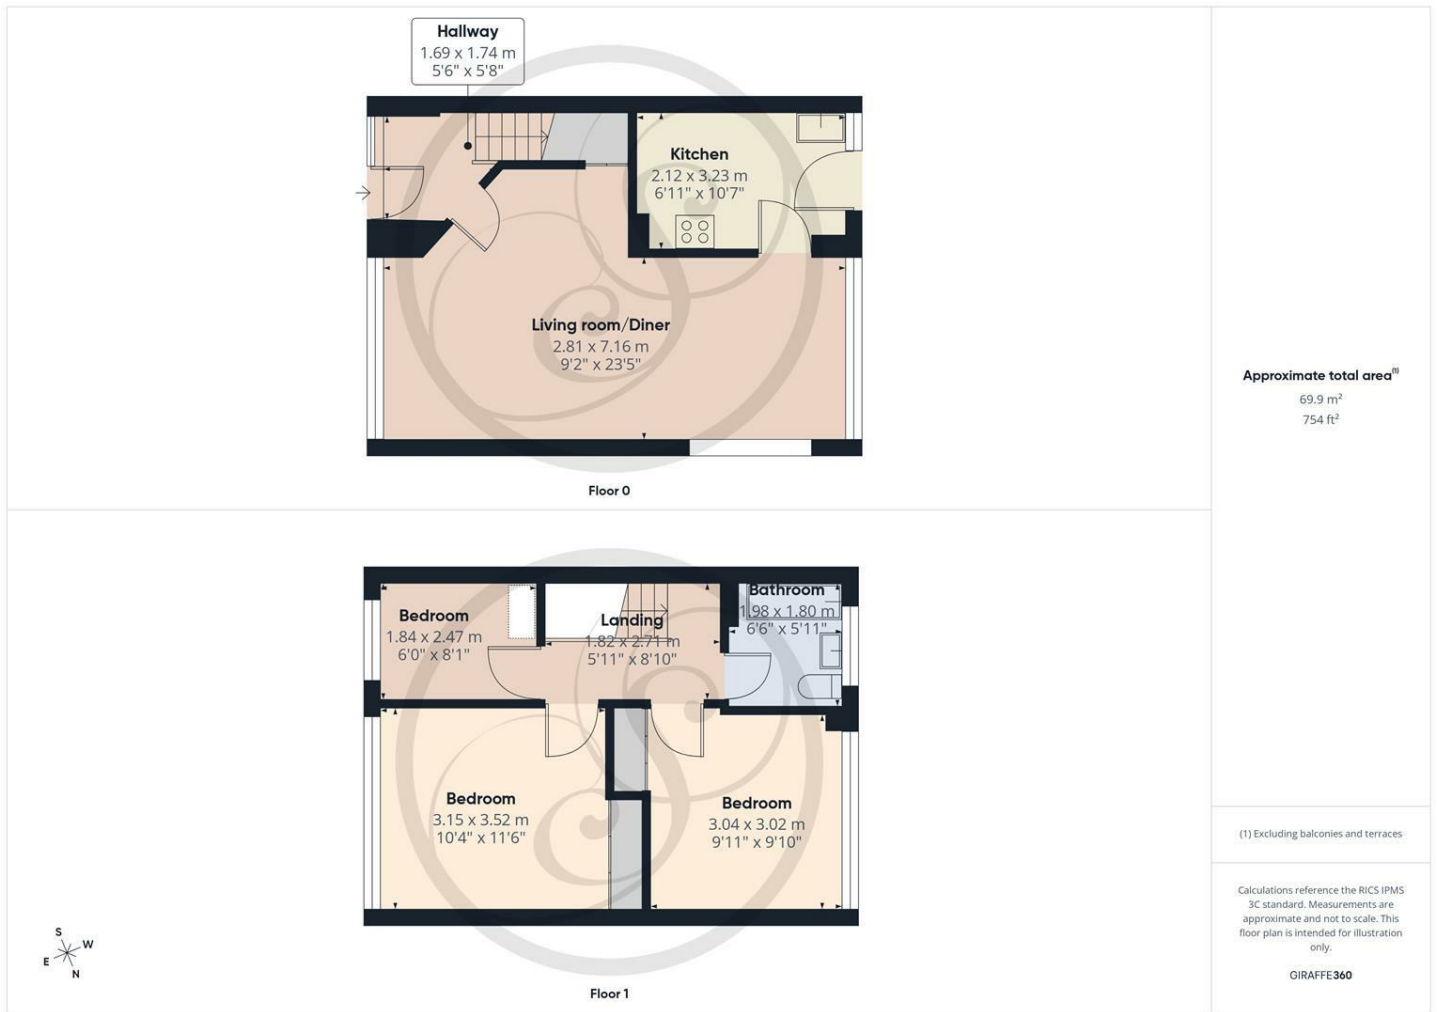 Hallway
1.69 x 1.74 m
5'6" x 5'8"
Kitchen
2.12 x 3.23 m
6'11" x 10'7"
Living room/Diner
2.81 x 7.16 m
9'2" x 23'5"
Floor 0
Approximate total area(1)
69.9 m²
754 ft²
Bedroom
1.84 x 2.47 m
6'0" x 8'1"
Landing
1.82 x 2.71 m
5'11" x 8'10"
Bathroom
1.98 x 1.80 m
6'6" x 5'11"
Bedroom
3.15 x 3.52 m
10'4" x 11'6"
Bedroom
3.04 x 3.02 m
9'11" x 9'10"
S
W
E
N
Floor 1
(1) Excluding balconies and terraces
Calculations reference the RICS IPMS
3C standard. Measurements are
approximate and not to scale. This
floor plan is intended for illustration
only.
GIRAFFE360